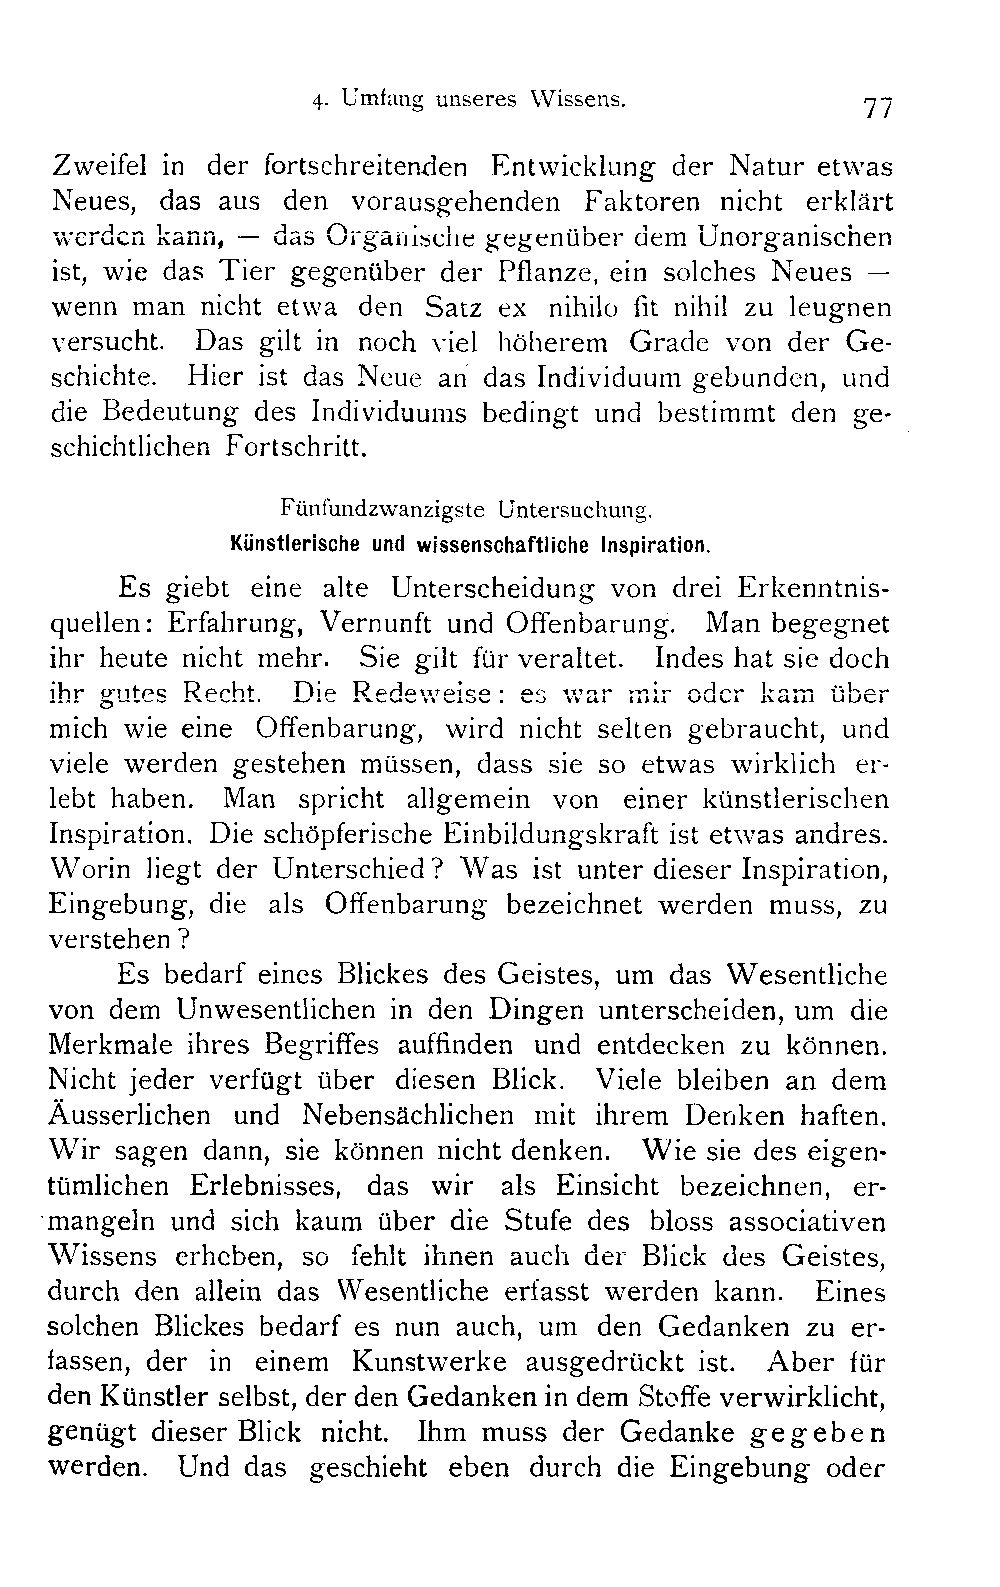 4. Umfang unseres Wissens. 77
Zweifel in der fortschreitenden Entwicklung der Natur etwas
Neues, das aus den vorausgehenden Faktoren nicht erklärt
werden kann, — das Organische gegenüber dem Unorganischen
ist, wie das Tier gegenüber der Pflanze, ein solches Neues —
wenn man nicht etwa den Satz ex nihilo fit nihil zu leugnen
versucht. Das gilt in noch viel höherem Grade von der Ge-
schichte. Hier ist das Neue an das Individuum gebunden, und
die Bedeutung des Individuums bedingt und bestimmt den ge-
schichtlichen Fortschritt.
Fünfundzwanzigste Untersuchung.
Künstlerische und wissenschaftliche Inspiration.
Es giebt eine alte Unterscheidung von drei Erkenntnis-
quellen: Erfahrung, Vernunft und Offenbarung. Man begegnet
ihr heute nicht mehr. Sie gilt für veraltet. Indes hat sie doch
ihr gutes Recht. Die Redeweise: es war mir oder kam über
mich wie eine Offenbarung, wird nicht selten gebraucht, und
viele werden gestehen müssen, dass sie so etwas wirklich er-
lebt haben. Man spricht allgemein von einer künstlerischen
Inspiration. Die schöpferische Einbildungskraft ist etwas andres.
Worin liegt der Unterschied? Was ist unter dieser Inspiration,
Eingebung, die als Offenbarung bezeichnet werden muss, zu
verstehen?
Es bedarf eines Blickes des Geistes, um das Wesentliche
von dem Unwesentlichen in den Dingen unterscheiden, um die
Merkmale ihres Begriffes auffinden und entdecken zu können.
Nicht jeder verfügt über diesen Blick. Viele bleiben an dem
Äusserlichen und Nebensächlichen mit ihrem Denken haften.
Wir sagen dann, sie können nicht denken. Wie sie des eigen-
tümlichen Erlebnisses, das wir als Einsicht bezeichnen, er-
mangeln und sich kaum über die Stufe des bloss associativen
Wissens erheben, so fehlt ihnen auch der Blick des Geistes,
durch den allein das Wesentliche erfasst werden kann. Eines
solchen Blickes bedarf es nun auch, um den Gedanken zu er-
fassen, der in einem Kunstwerke ausgedrückt ist. Aber für
den Künstler selbst, der den Gedanken in dem Stoffe verwirklicht,
genügt dieser Blick nicht. Ihm muss der Gedanke gegeben
werden. Und das geschieht eben durch die Eingebung oder